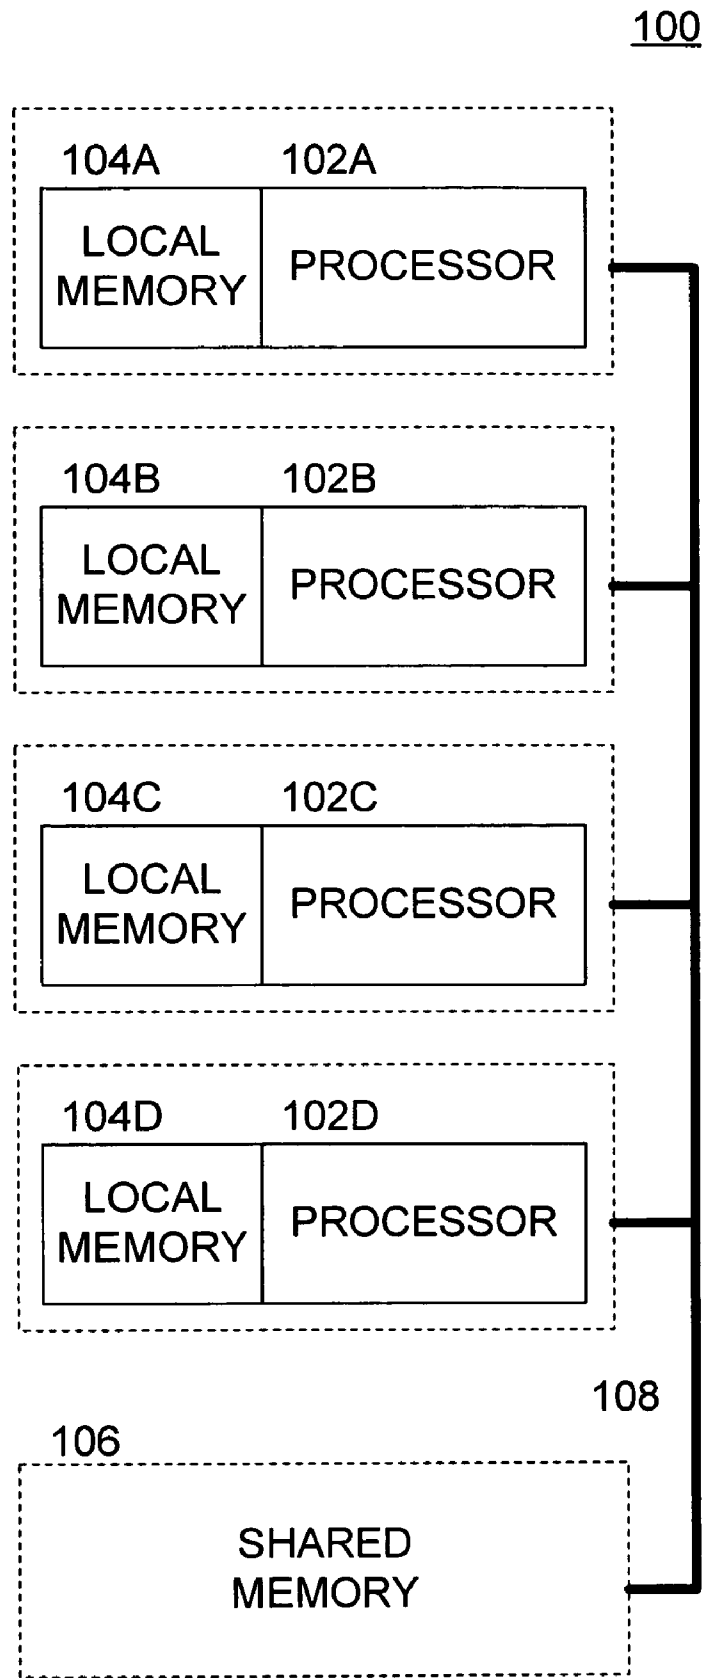 100
104A 102A
LOCAL MEMORY PROCESSOR
104B 102B
LOCAL MEMORY PROCESSOR
104C 102C
LOCAL MEMORY PROCESSOR
104D 102D
LOCAL MEMORY PROCESSOR
108
106
SHARED
MEMORY